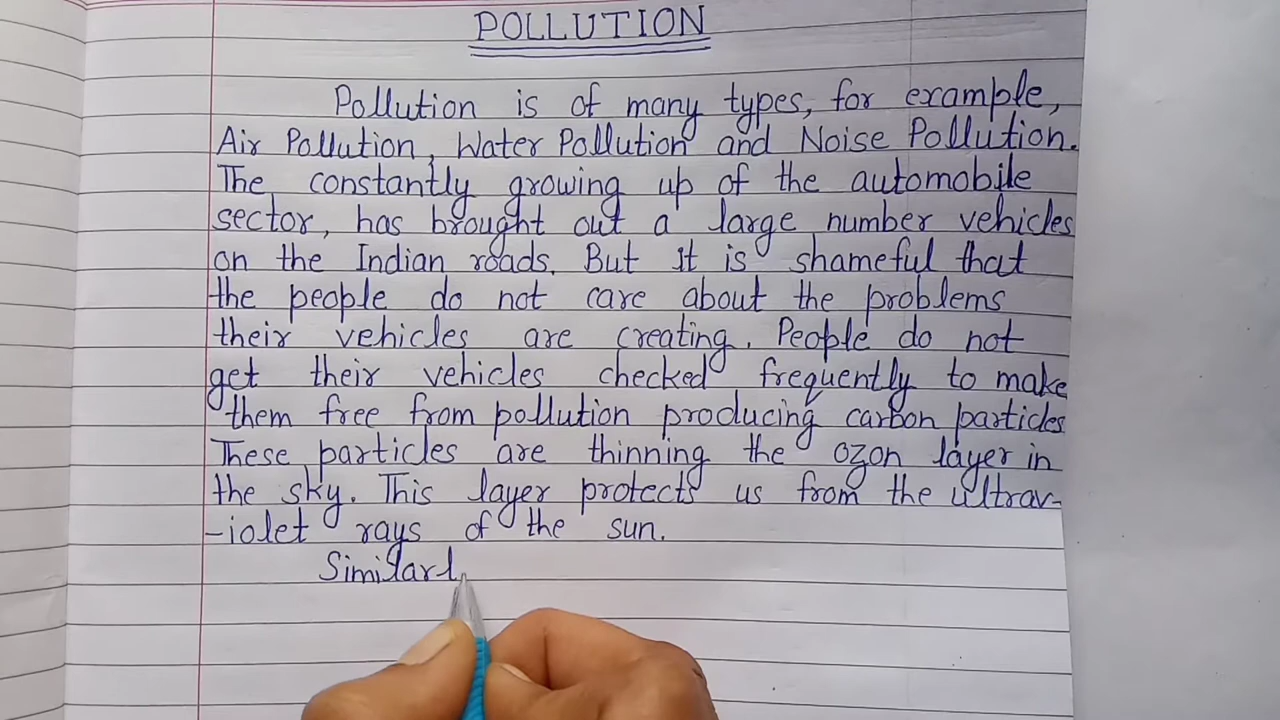 POLLUTION
Pollution is of many types, for example,
Air Pollution, Water Pollution and Noise Pollution.
The constantly growing up of the automobile
sector, has brought out a large number vehicles
on the Indian roads. But it is shameful that
the people do not care about the problems
their vehicles are creating. People do not
get their vehicles checked frequently to make
them free from pollution producing carbon particles
These particles are thinning the ozon layer in
the sky. This layer protects us from the ultrav-
-iolet rays of the sun.
Similarl